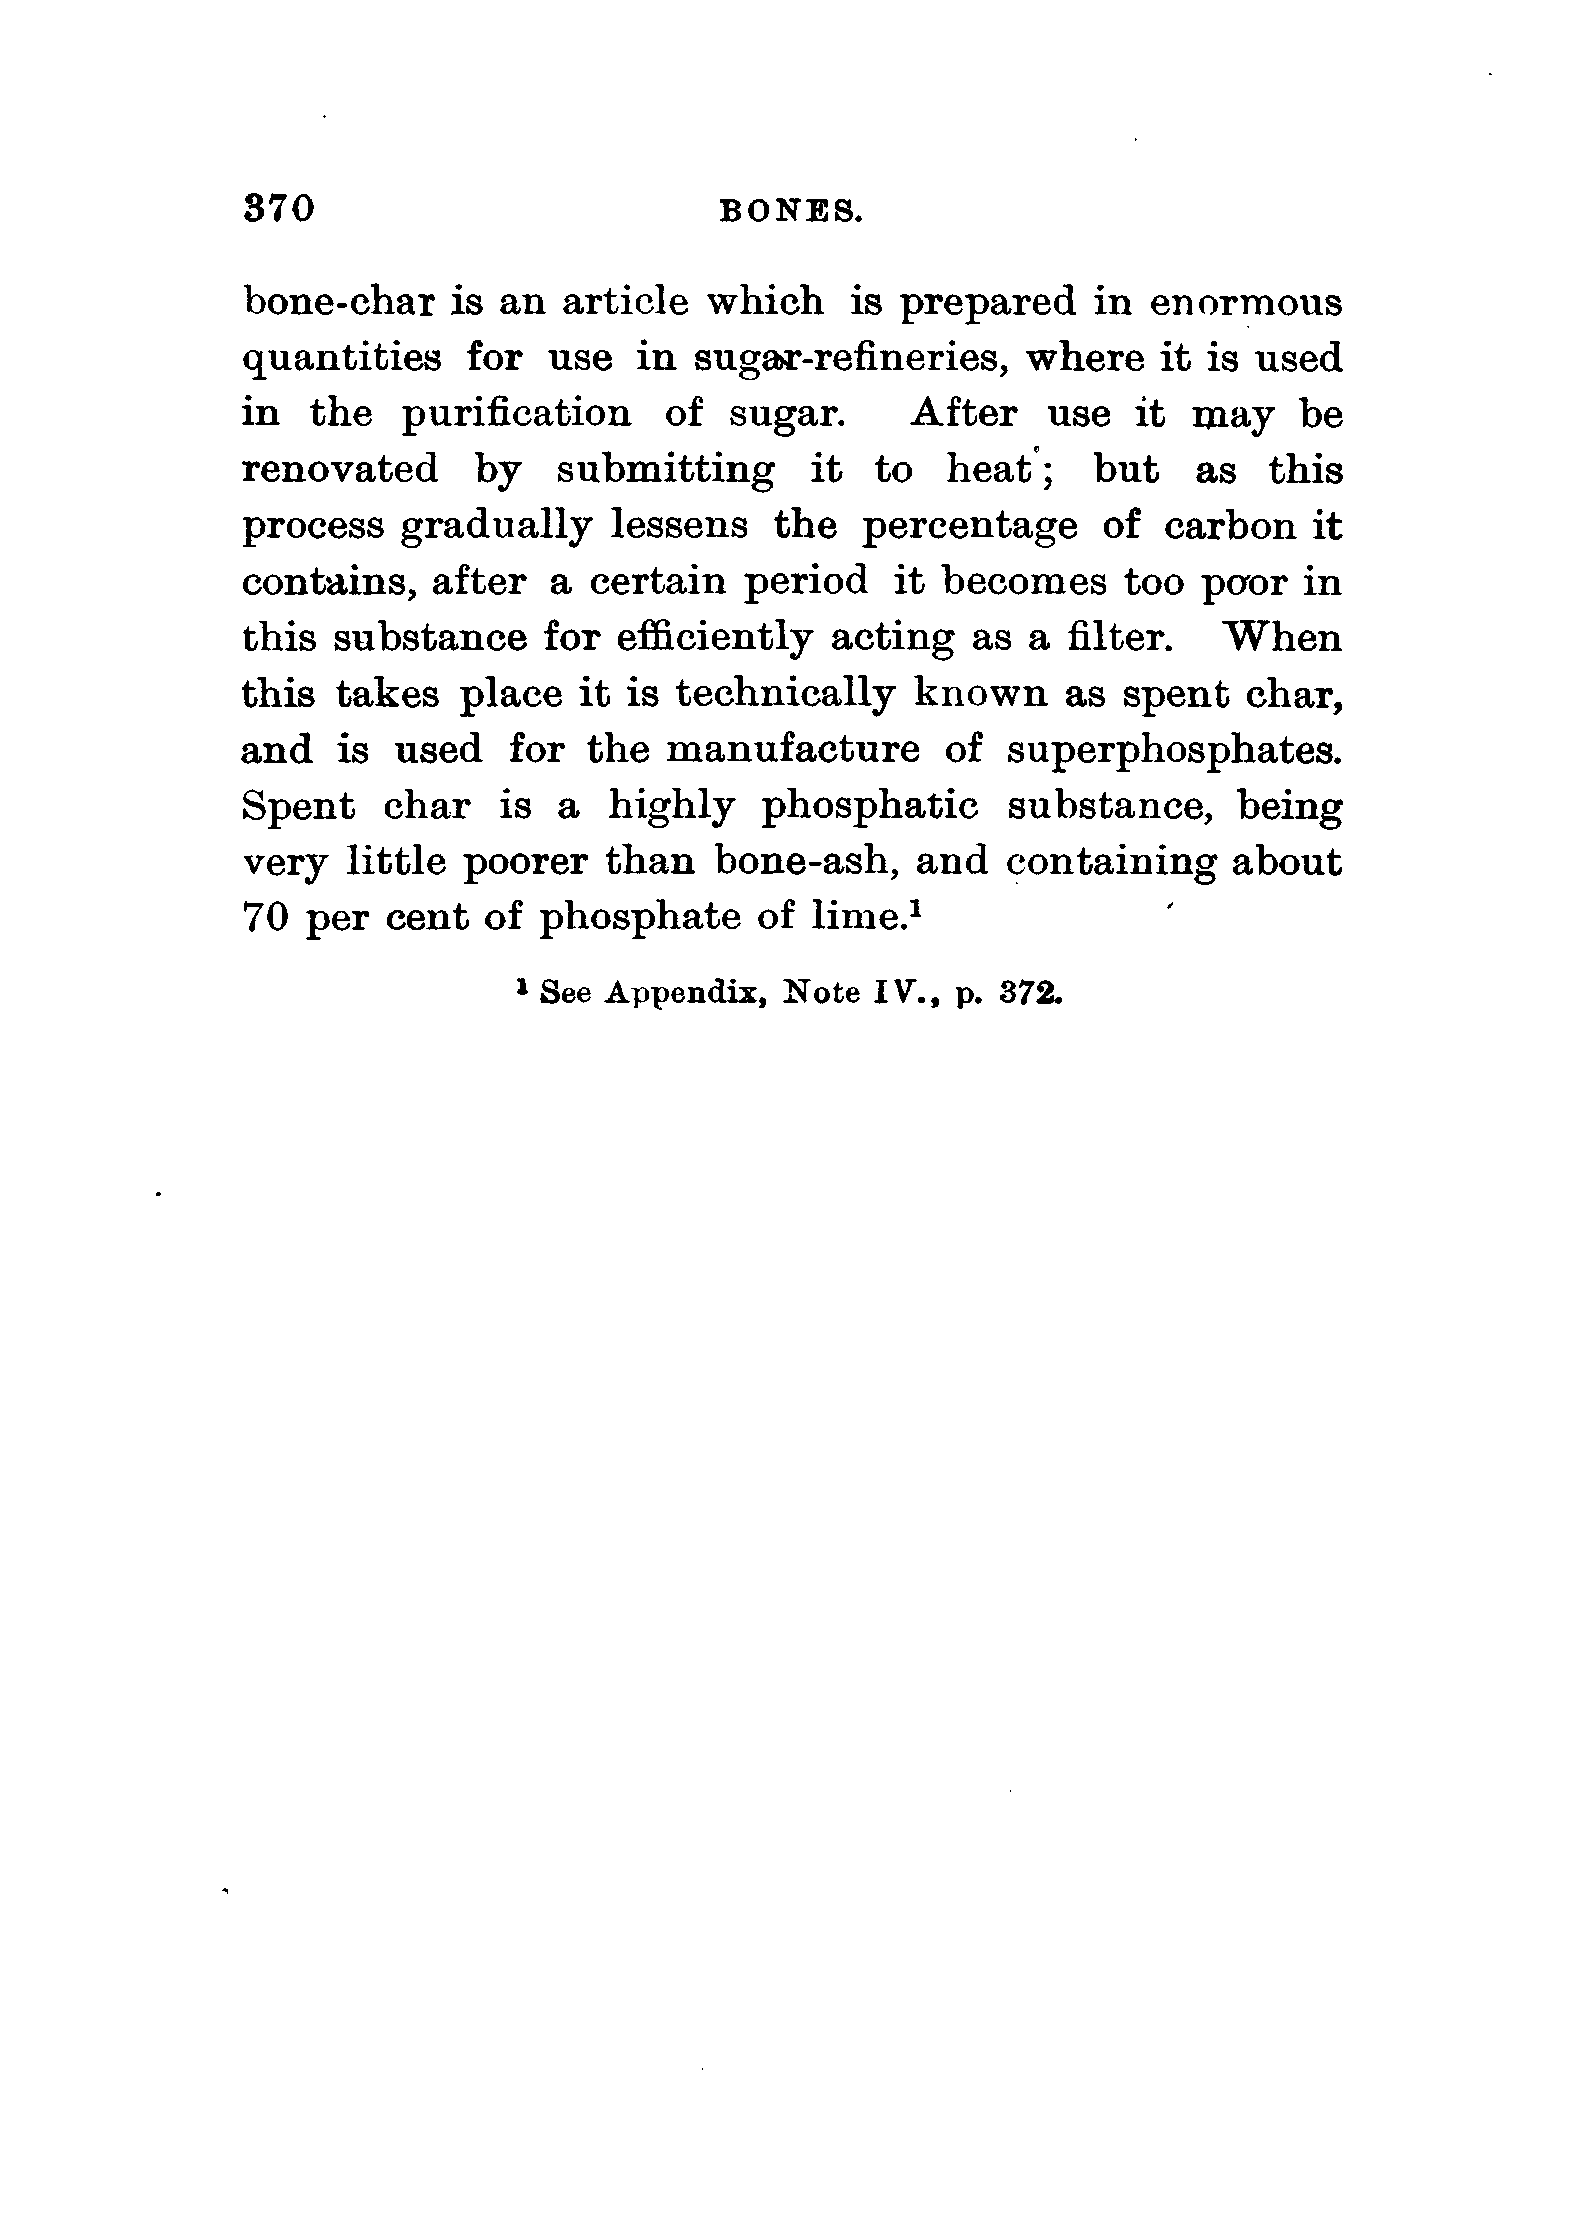 370 BONES.
bone-char is an article which is prepared in enormous
quantities for use in sugar-refineries, where it is used
in the purification of sugar. After use it may be
renovated by submitting it to heat; but as this
process gradually lessens the percentage of carbon it
contains, after a certain period it becomes too poor in
this substance for efficiently acting as a filter. When
this takes place it is technically known as spent char,
and is used for the manufacture of superphosphates.
Spent char is a highly phosphatic substance, being
very little poorer than bone-ash, and containing about
70 per cent of phosphate of lime.¹
¹ See Appendix, Note IV., p. 372.